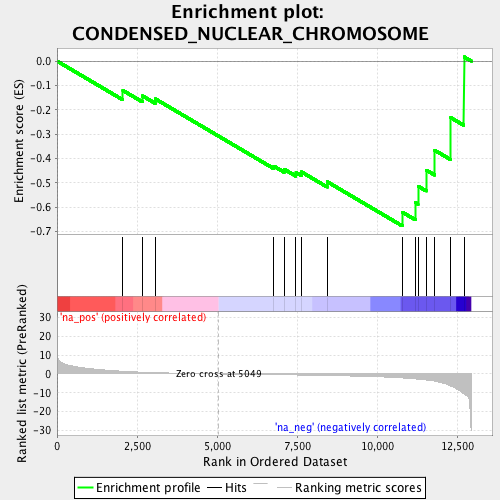 Enrichment plot:
CONDENSED_NUCLEAR_CHROMOSOME
Enrichment score (ES)
0.0
-0.1
-0.2
-0.3
-0.4
-0.5
-0.6
-0.7
'na_pos' (positively correlated)
Ranked list metric (PreRanked)
30
20
10
0
-10
-20
-30
Zero cross at 5049
'na_neg' (negatively correlated)
0
2,500
5,000
7,500
10,000
12,500
Rank in Ordered Dataset
Enrichment profile
Hits
Ranking metric scores